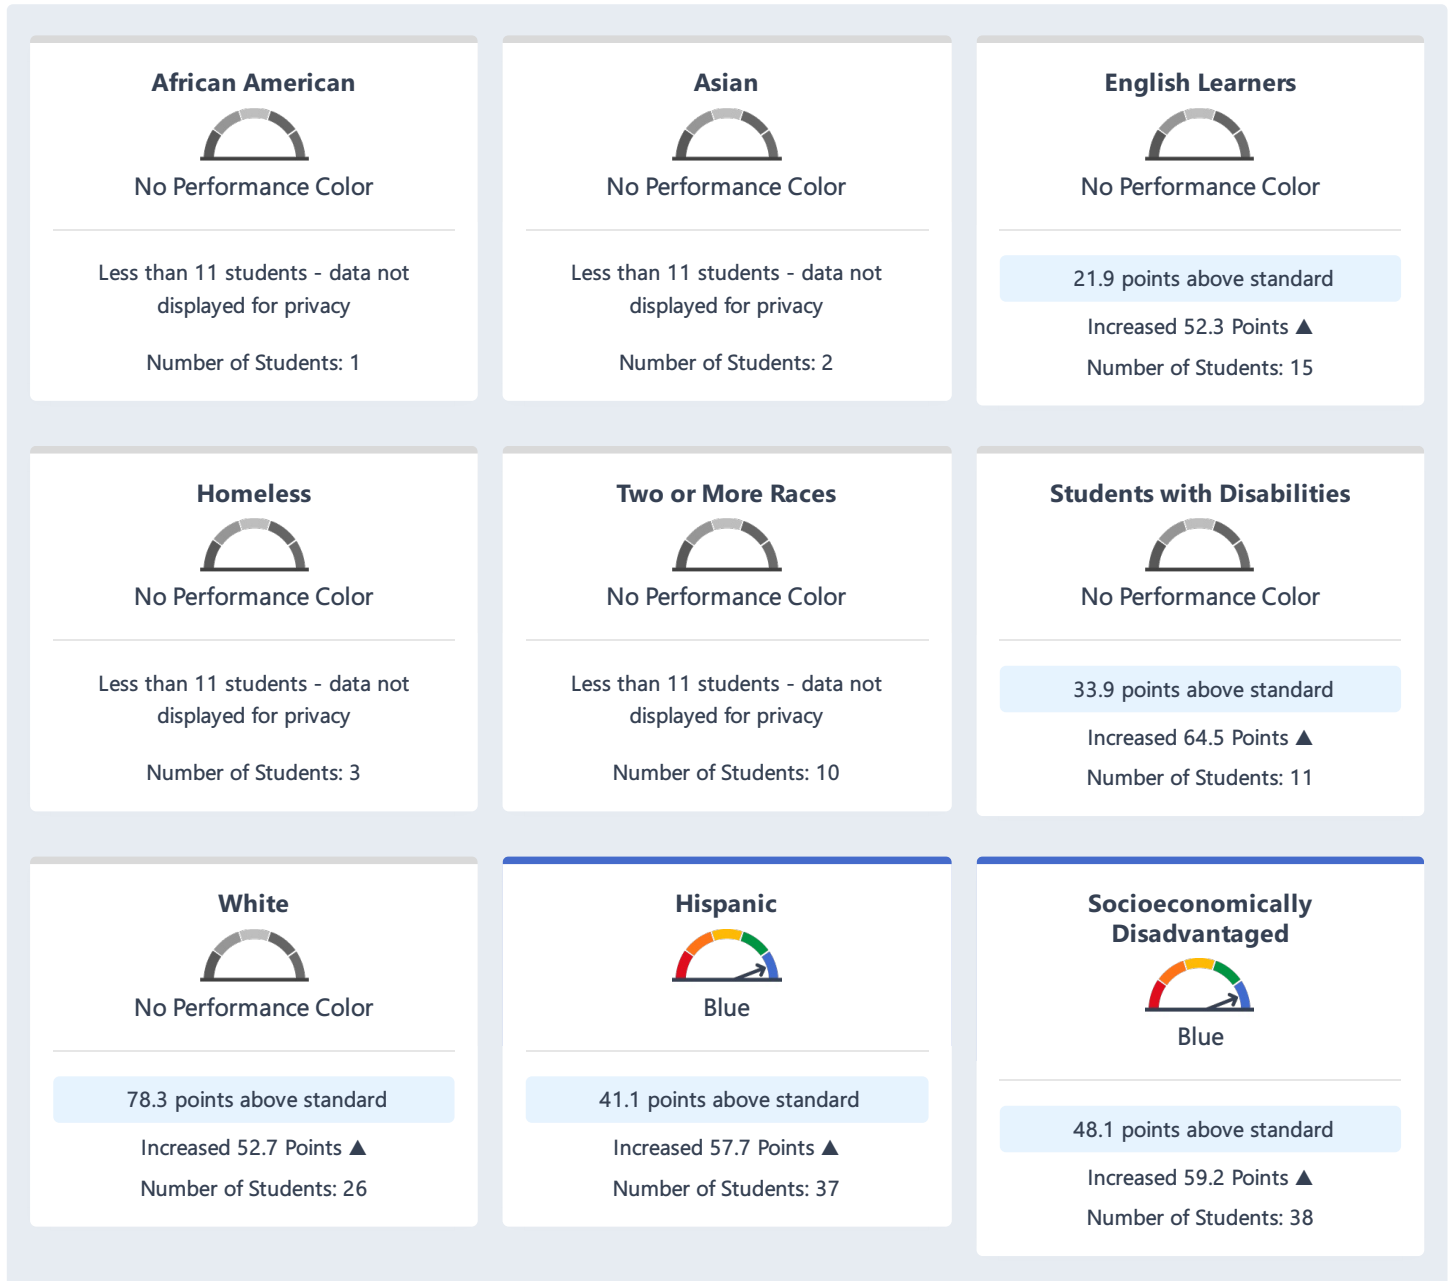 African American
No Performance Color
Less than 11 students - data not
displayed for privacy
Number of Students: 1
Asian
No Performance Color
Less than 11 students - data not
displayed for privacy
Number of Students: 2
English Learners
No Performance Color
21.9 points above standard
Increased 52.3 Points ▲
Number of Students: 15
Homeless
No Performance Color
Less than 11 students - data not
displayed for privacy
Number of Students: 3
Two or More Races
No Performance Color
Less than 11 students - data not
displayed for privacy
Number of Students: 10
Students with Disabilities
No Performance Color
33.9 points above standard
Increased 64.5 Points ▲
Number of Students: 11
White
No Performance Color
78.3 points above standard
Increased 52.7 Points ▲
Number of Students: 26
Hispanic
Blue
41.1 points above standard
Increased 57.7 Points ▲
Number of Students: 37
Socioeconomically
Disadvantaged
Blue
48.1 points above standard
Increased 59.2 Points ▲
Number of Students: 38